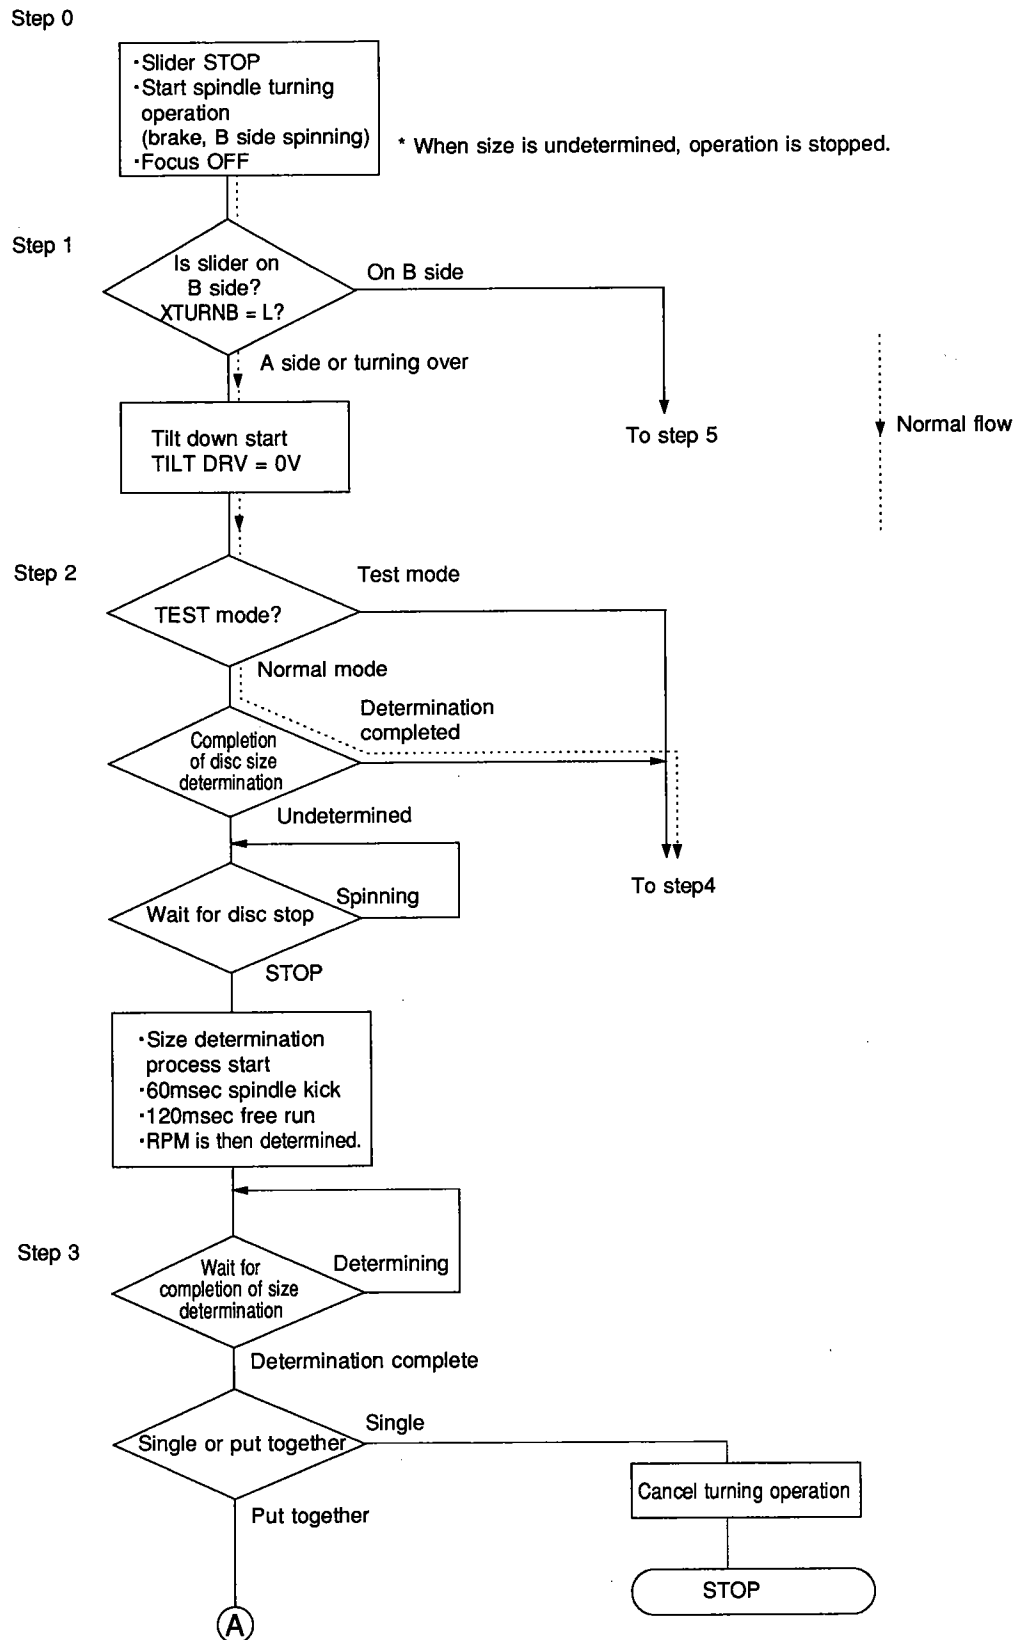 Step 0
·Slider STOP
·Start spindle turning
operation
(brake, B side spinning)
·Focus OFF
* When size is undetermined, operation is stopped.
Step 1
Is slider on
B side?
XTURNB = L?
On B side
A side or turning over
Tilt down start
TILT DRV = 0V
To step 5
Normal flow
Step 2
TEST mode?
Test mode
Normal mode
Determination
completed
Completion
of disc size
determination
Undetermined
To step4
Wait for disc stop
Spinning
STOP
·Size determination
process start
·60msec spindle kick
·120msec free run
·RPM is then determined.
Step 3
Wait for
completion of size
determination
Determining
Determination complete
Single or put together
Single
Cancel turning operation
Put together
STOP
A